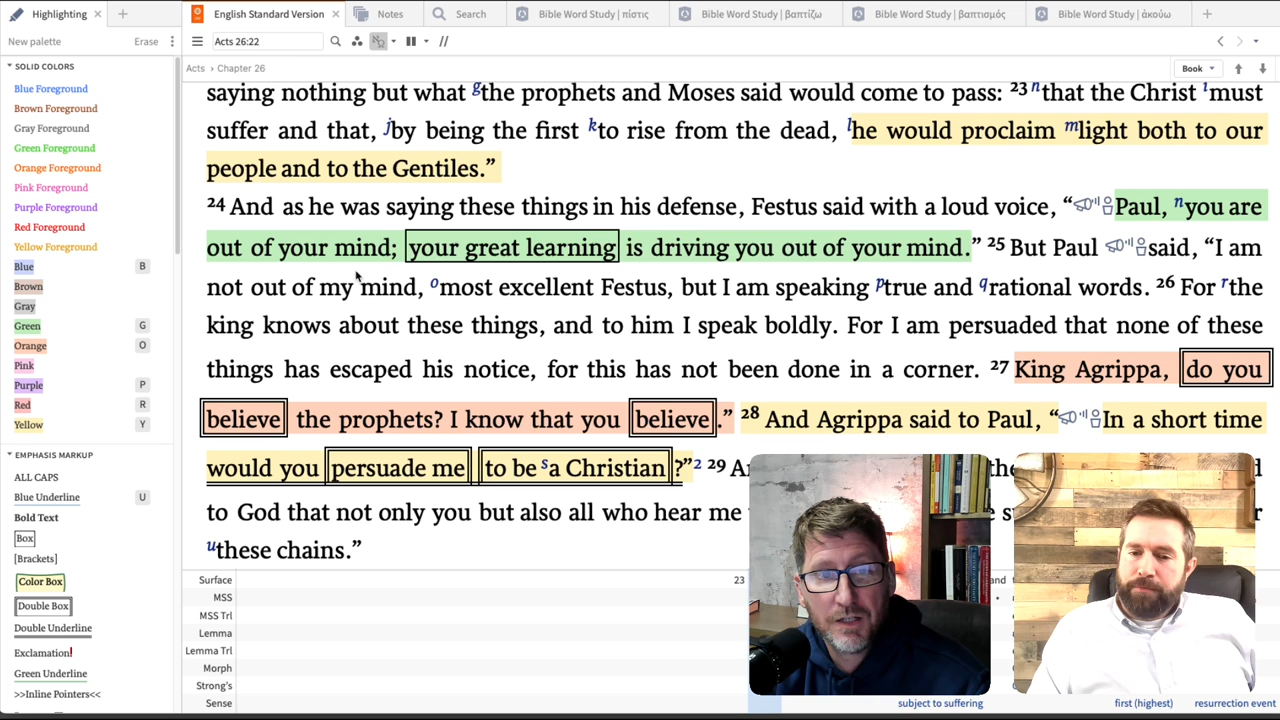 Highlighting
English Standard Version
Notes
Search
Bible Word Study | πίστις
Bible Word Study | βαπτίζω
Bible Word Study | βαπτισμός
Bible Word Study | ἀκούω
New palette
Erase
Acts 26:22
Acts › Chapter 26
Book
SOLID COLORS
Blue Foreground
Brown Foreground
Gray Foreground
Green Foreground
Orange Foreground
Pink Foreground
Purple Foreground
Red Foreground
Yellow Foreground
Blue B
Brown
Gray
Green G
Orange O
Pink
Purple P
Red R
Yellow Y
EMPHASIS MARKUP
ALL CAPS
Blue Underline U
Bold Text
Box
[Brackets]
Color Box
Double Box
Double Underline
Exclamation!
Green Underline
>>Inline Pointers<<
saying nothing but what gthe prophets and Moses said would come to pass: 23 hthat the Christ imust
suffer and that, jby being the first kto rise from the dead, lhe would proclaim mlight both to our
people and to the Gentiles.”
24 And as he was saying these things in his defense, Festus said with a loud voice, “Paul, nyou are
out of your mind; your great learning is driving you out of your mind.” 25 But Paul said, “I am
not out of my mind, omost excellent Festus, but I am speaking ptrue and qrational words. 26 For rthe
king knows about these things, and to him I speak boldly. For I am persuaded that none of these
things has escaped his notice, for this has not been done in a corner. 27 King Agrippa, do you
believe the prophets? I know that you believe.” 28 And Agrippa said to Paul, “In a short time
would you persuade me to be sa Christian?”2 29
to God that not only you but also all who hear me
uthese chains.”
Surface 23 and
MSS
MSS Trl
Lemma
Lemma Trl
Morph
Strong's
Sense subject to suffering first (highest) resurrection event